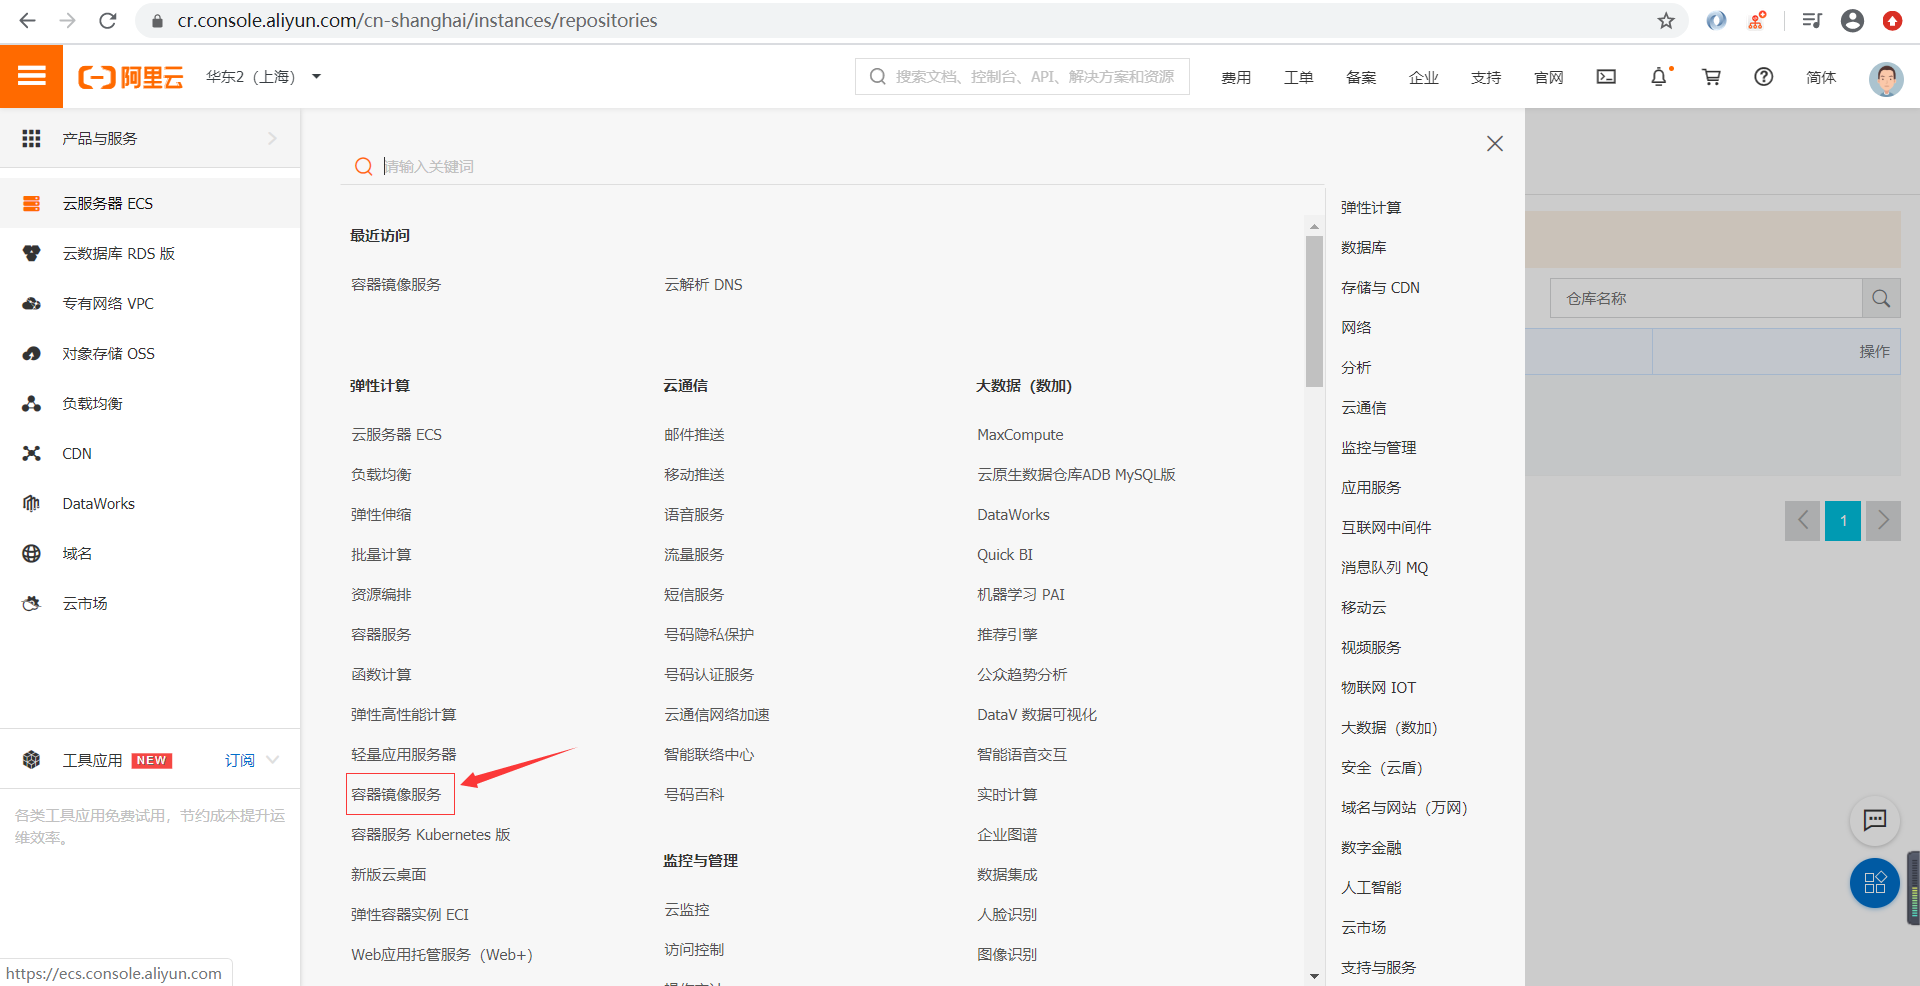 cr.console.aliyun.com/cn-shanghai/instances/repositories
阿里云
华东2（上海）
搜索文档、控制台、API、解决方案和资源
费用
工单
备案
企业
支持
官网
简体
产品与服务
云服务器 ECS
云数据库 RDS 版
专有网络 VPC
对象存储 OSS
负载均衡
CDN
DataWorks
域名
云市场
工具应用 NEW 订阅
各类工具应用免费试用，节约成本提升运
维效率。
https://ecs.console.aliyun.com
请输入关键词
最近访问
容器镜像服务
云解析 DNS
弹性计算
云服务器 ECS
负载均衡
弹性伸缩
批量计算
资源编排
容器服务
函数计算
弹性高性能计算
轻量应用服务器
容器镜像服务
容器服务 Kubernetes 版
新版云桌面
弹性容器实例 ECI
Web应用托管服务（Web+）
云通信
邮件推送
移动推送
语音服务
流量服务
短信服务
号码隐私保护
号码认证服务
云通信网络加速
智能联络中心
号码百科
监控与管理
云监控
访问控制
大数据（数加）
MaxCompute
云原生数据仓库ADB MySQL版
DataWorks
Quick BI
机器学习 PAI
推荐引擎
公众趋势分析
DataV 数据可视化
智能语音交互
实时计算
企业图谱
数据集成
人脸识别
图像识别
弹性计算
数据库
存储与 CDN
网络
分析
云通信
监控与管理
应用服务
互联网中间件
消息队列 MQ
移动云
视频服务
物联网 IOT
大数据（数加）
安全（云盾）
域名与网站（万网）
数字金融
人工智能
云市场
支持与服务
仓库名称
操作
1